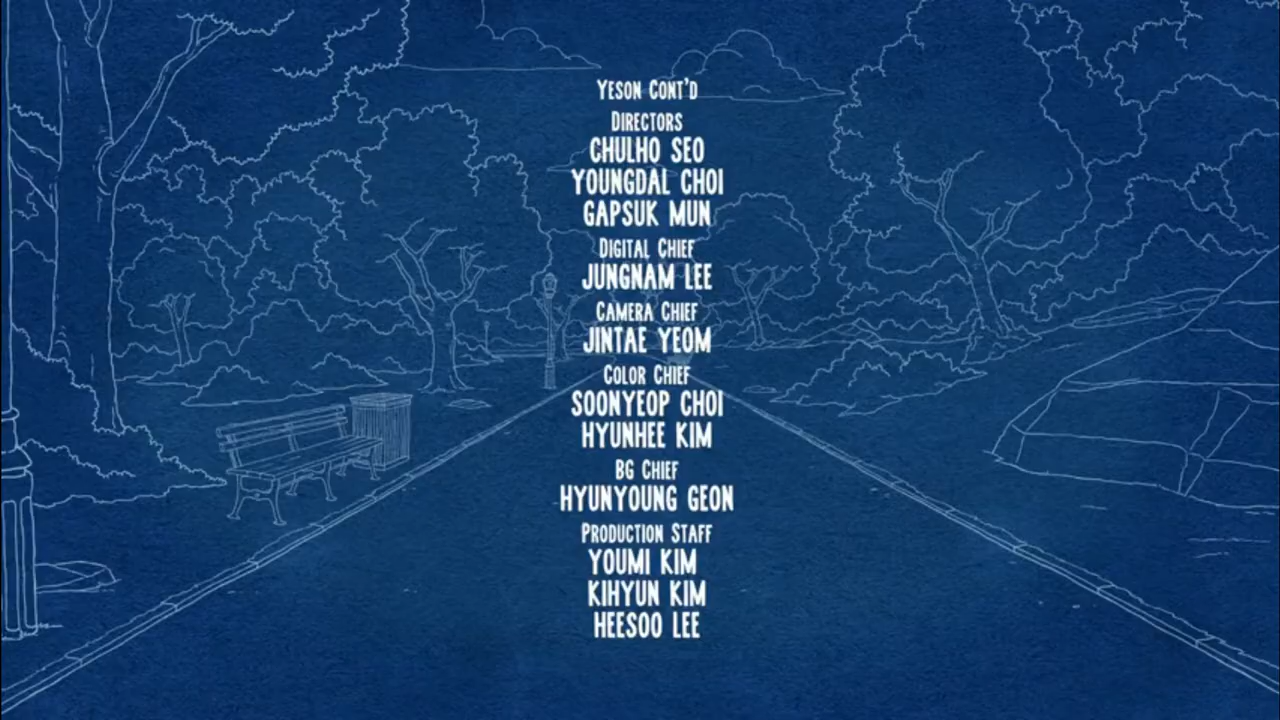 Yeson Cont'd
Directors
CHULHO SEO
YOUNGDAL CHOI
GAPSUK MUN
Digital Chief
JUNGNAM LEE
Camera Chief
JINTAE YEOM
Color Chief
SOONYEOP CHOI
HYUNHEE KIM
BG Chief
HYUNYOUNG GEON
Production Staff
YOUMI KIM
KIHYUN KIM
HEESOO LEE